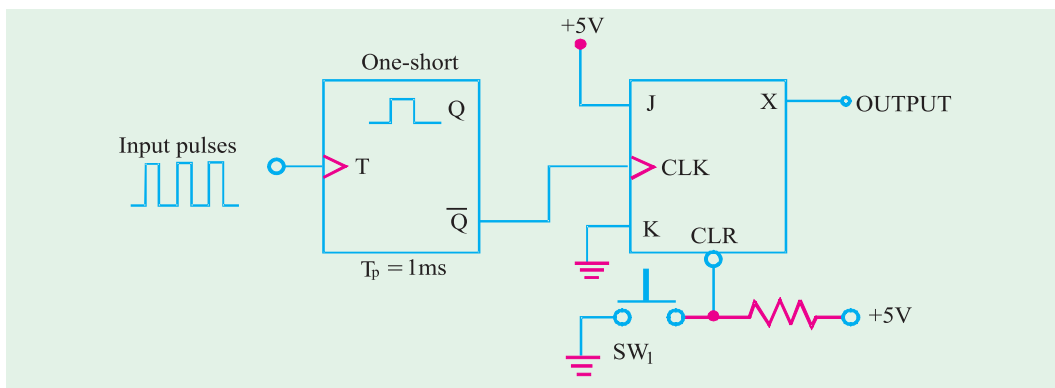 +5V
One-short
J
X
OUTPUT
Q
Input pulses
T
CLK
Q̅
K
CLR
Tp = 1ms
+5V
SW1